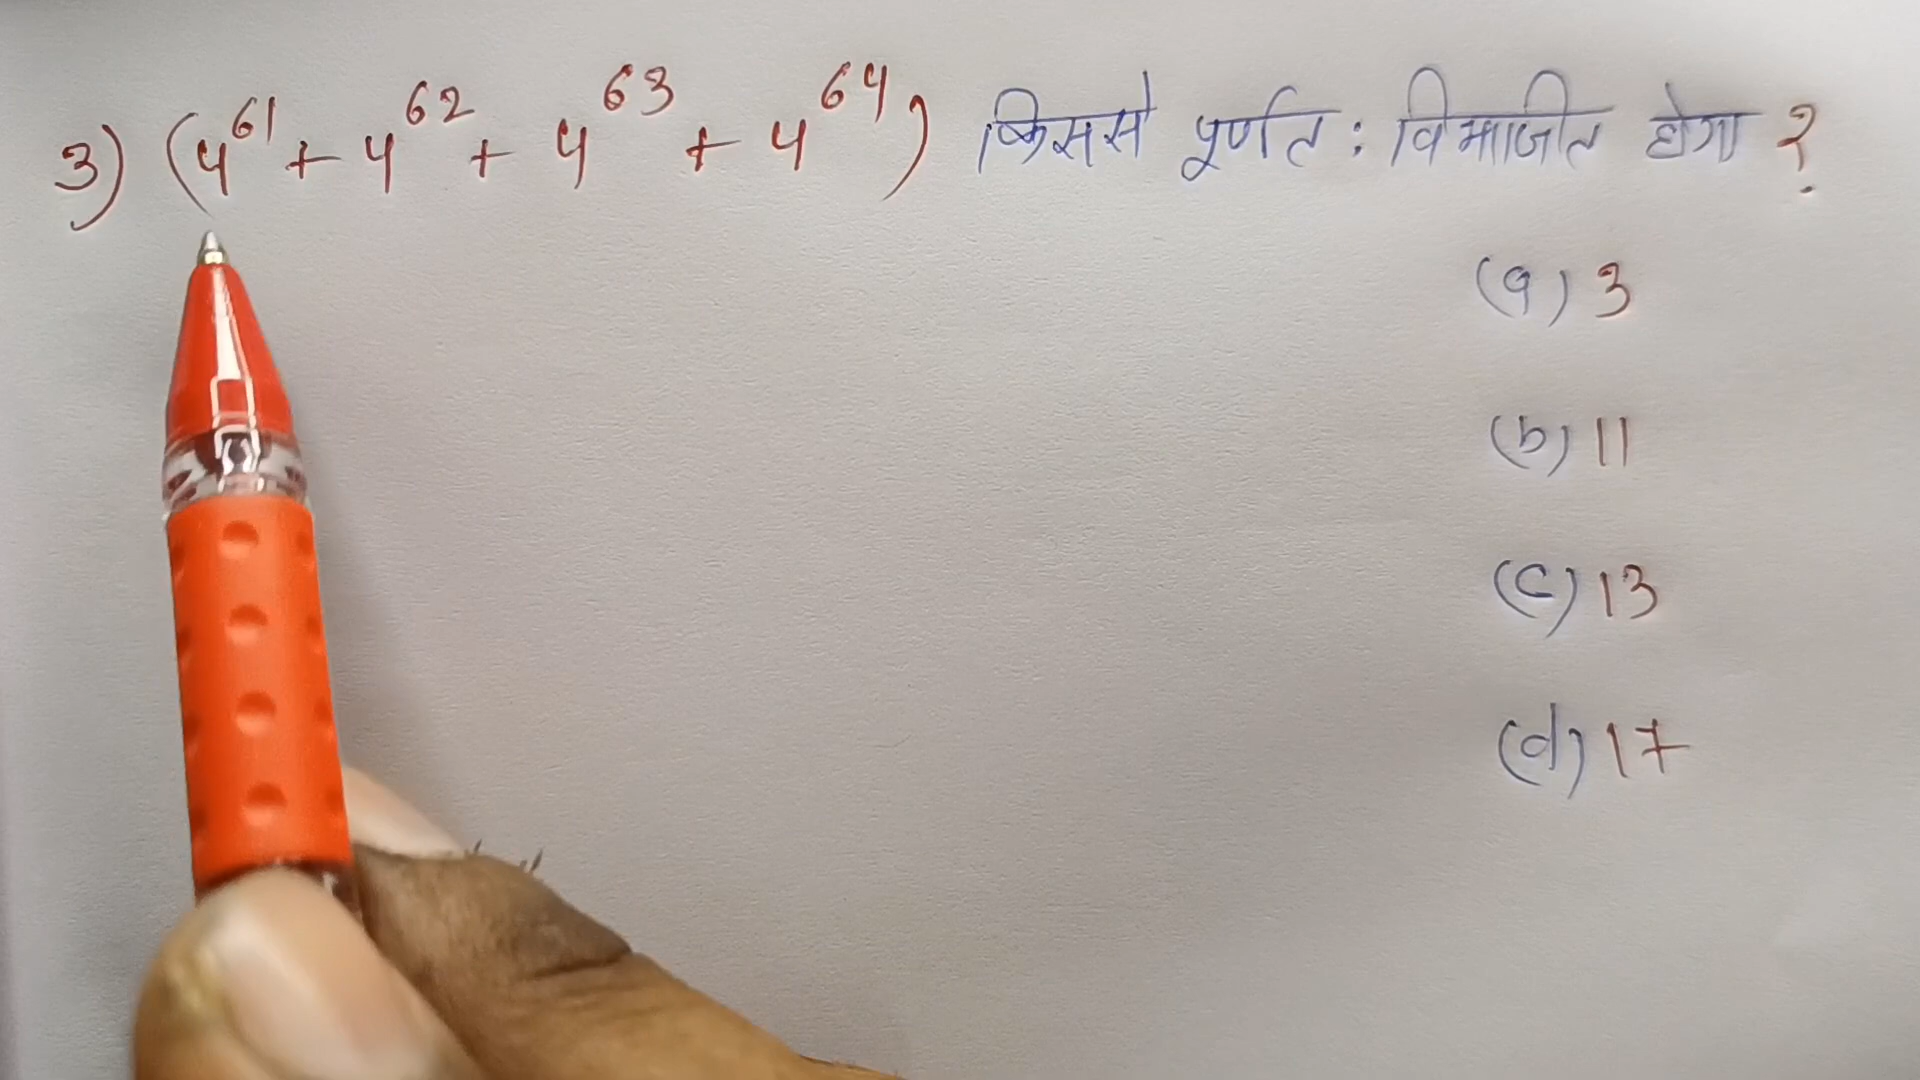 3) (4⁶¹ + 4⁶² + 4⁶³ + 4⁶⁴) किससे पूर्णत: विभाजीत होगा ?
(a) 3
(b) 11
(c) 13
(d) 17